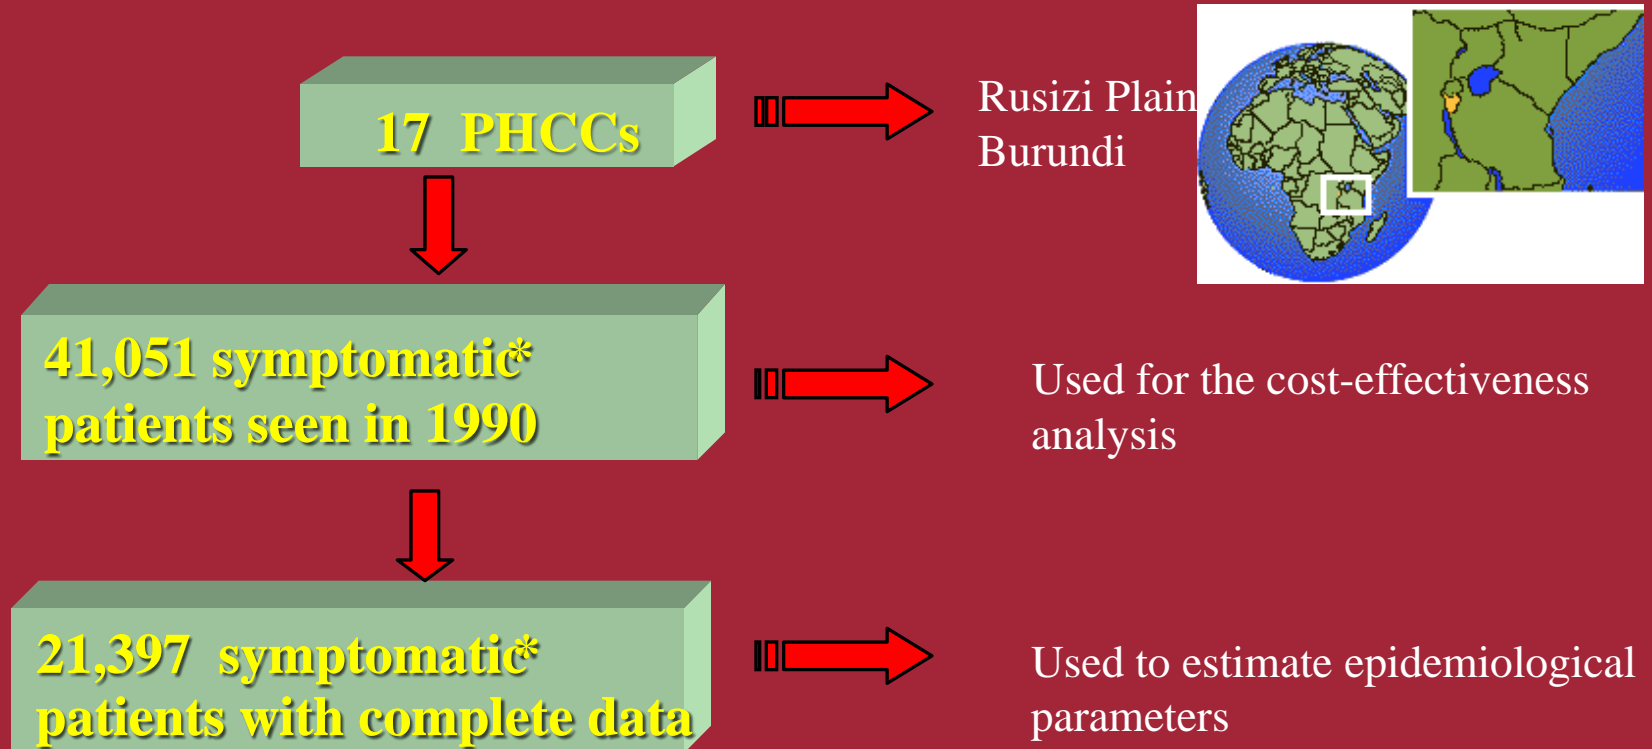 17 PHCCs
Rusizi Plain
Burundi
41,051 symptomatic*
patients seen in 1990
Used for the cost-effectiveness
analysis
21,397 symptomatic*
patients with complete data
Used to estimate epidemiological
parameters